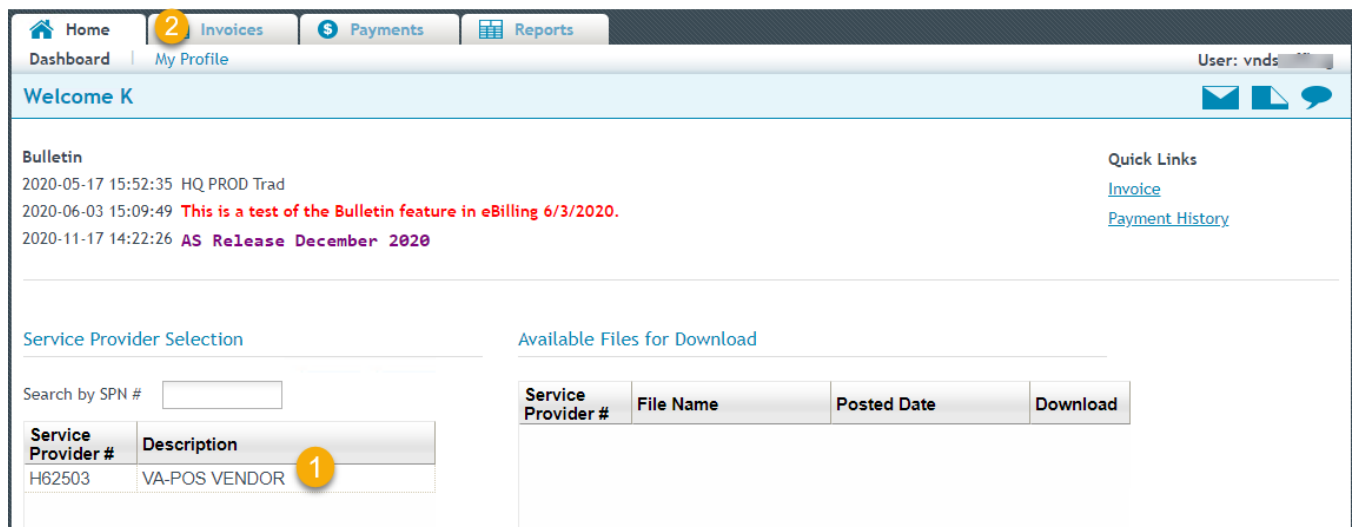 Home
2
Invoices
Payments
Reports
Dashboard
My Profile
User: vnds
Welcome K
Bulletin
2020-05-17 15:52:35 HQ PROD Trad
2020-06-03 15:09:49 This is a test of the Bulletin feature in eBilling 6/3/2020.
2020-11-17 14:22:26 AS Release December 2020
Quick Links
Invoice
Payment History
Service Provider Selection
Search by SPN #
Service Provider # Description
H62503 VA-POS VENDOR
1
Available Files for Download
Service Provider # File Name Posted Date Download